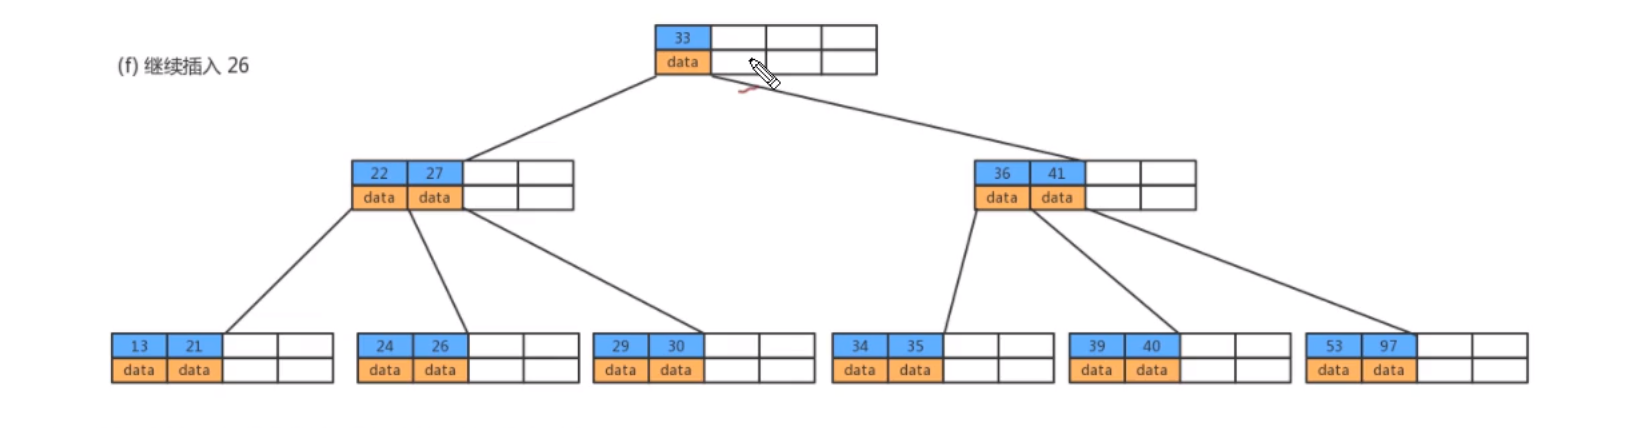 33
data
(f) 继续插入 26
22 27
data data
36 41
data data
13 21
data data
24 26
data data
29 30
data data
34 35
data data
39 40
data data
53 97
data data